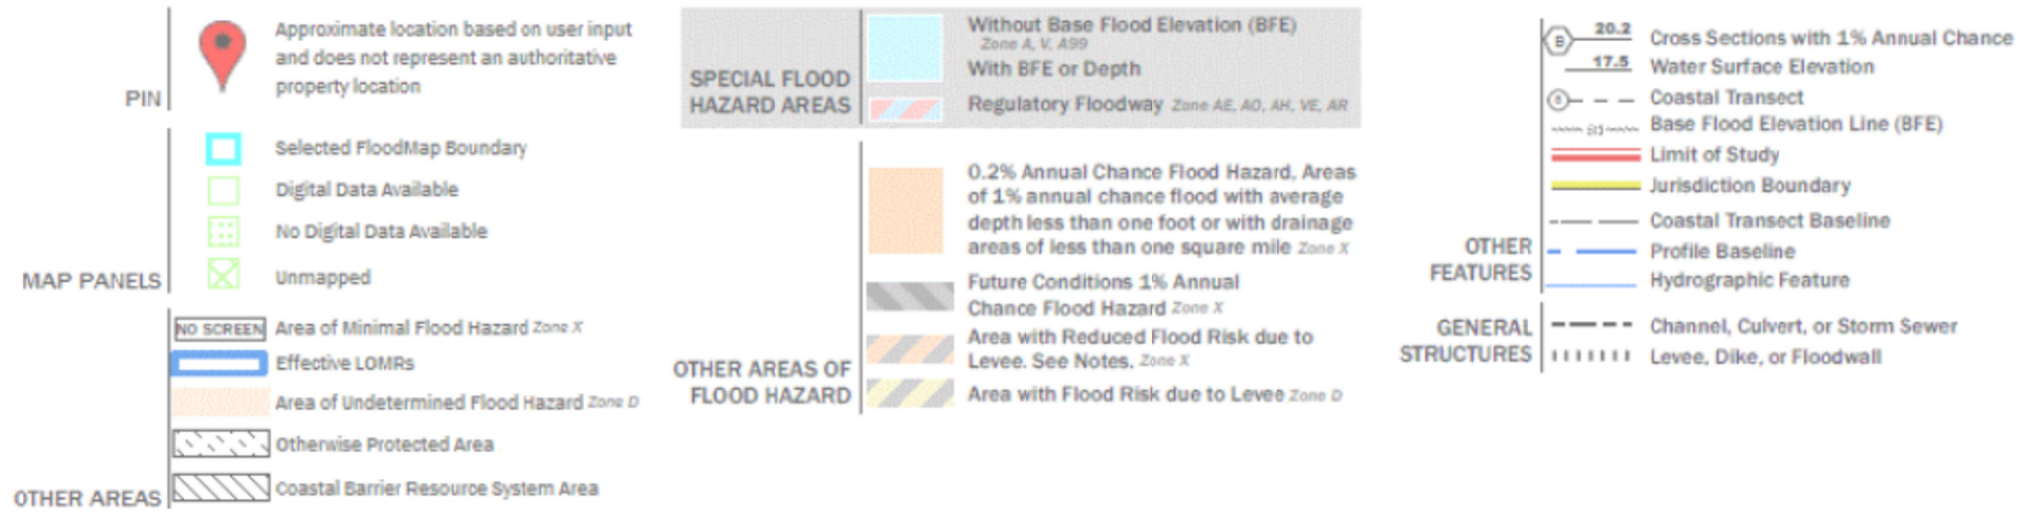 PIN
Approximate location based on user input
and does not represent an authoritative
property location
MAP PANELS
Selected FloodMap Boundary
Digital Data Available
No Digital Data Available
Unmapped
OTHER AREAS
NO SCREEN Area of Minimal Flood Hazard Zone X
Effective LOMRs
Area of Undetermined Flood Hazard Zone D
Otherwise Protected Area
Coastal Barrier Resource System Area
SPECIAL FLOOD
HAZARD AREAS
Without Base Flood Elevation (BFE)
Zone A, V, A99
With BFE or Depth
Regulatory Floodway Zone AE, AO, AH, VE, AR
OTHER AREAS OF
FLOOD HAZARD
0.2% Annual Chance Flood Hazard, Areas
of 1% annual chance flood with average
depth less than one foot or with drainage
areas of less than one square mile Zone X
Future Conditions 1% Annual
Chance Flood Hazard Zone X
Area with Reduced Flood Risk due to
Levee. See Notes. Zone X
Area with Flood Risk due to Levee Zone D
OTHER
FEATURES
B 20.2 Cross Sections with 1% Annual Chance
17.5 Water Surface Elevation
Coastal Transect
Base Flood Elevation Line (BFE)
Limit of Study
Jurisdiction Boundary
Coastal Transect Baseline
Profile Baseline
Hydrographic Feature
GENERAL
STRUCTURES
Channel, Culvert, or Storm Sewer
Levee, Dike, or Floodwall